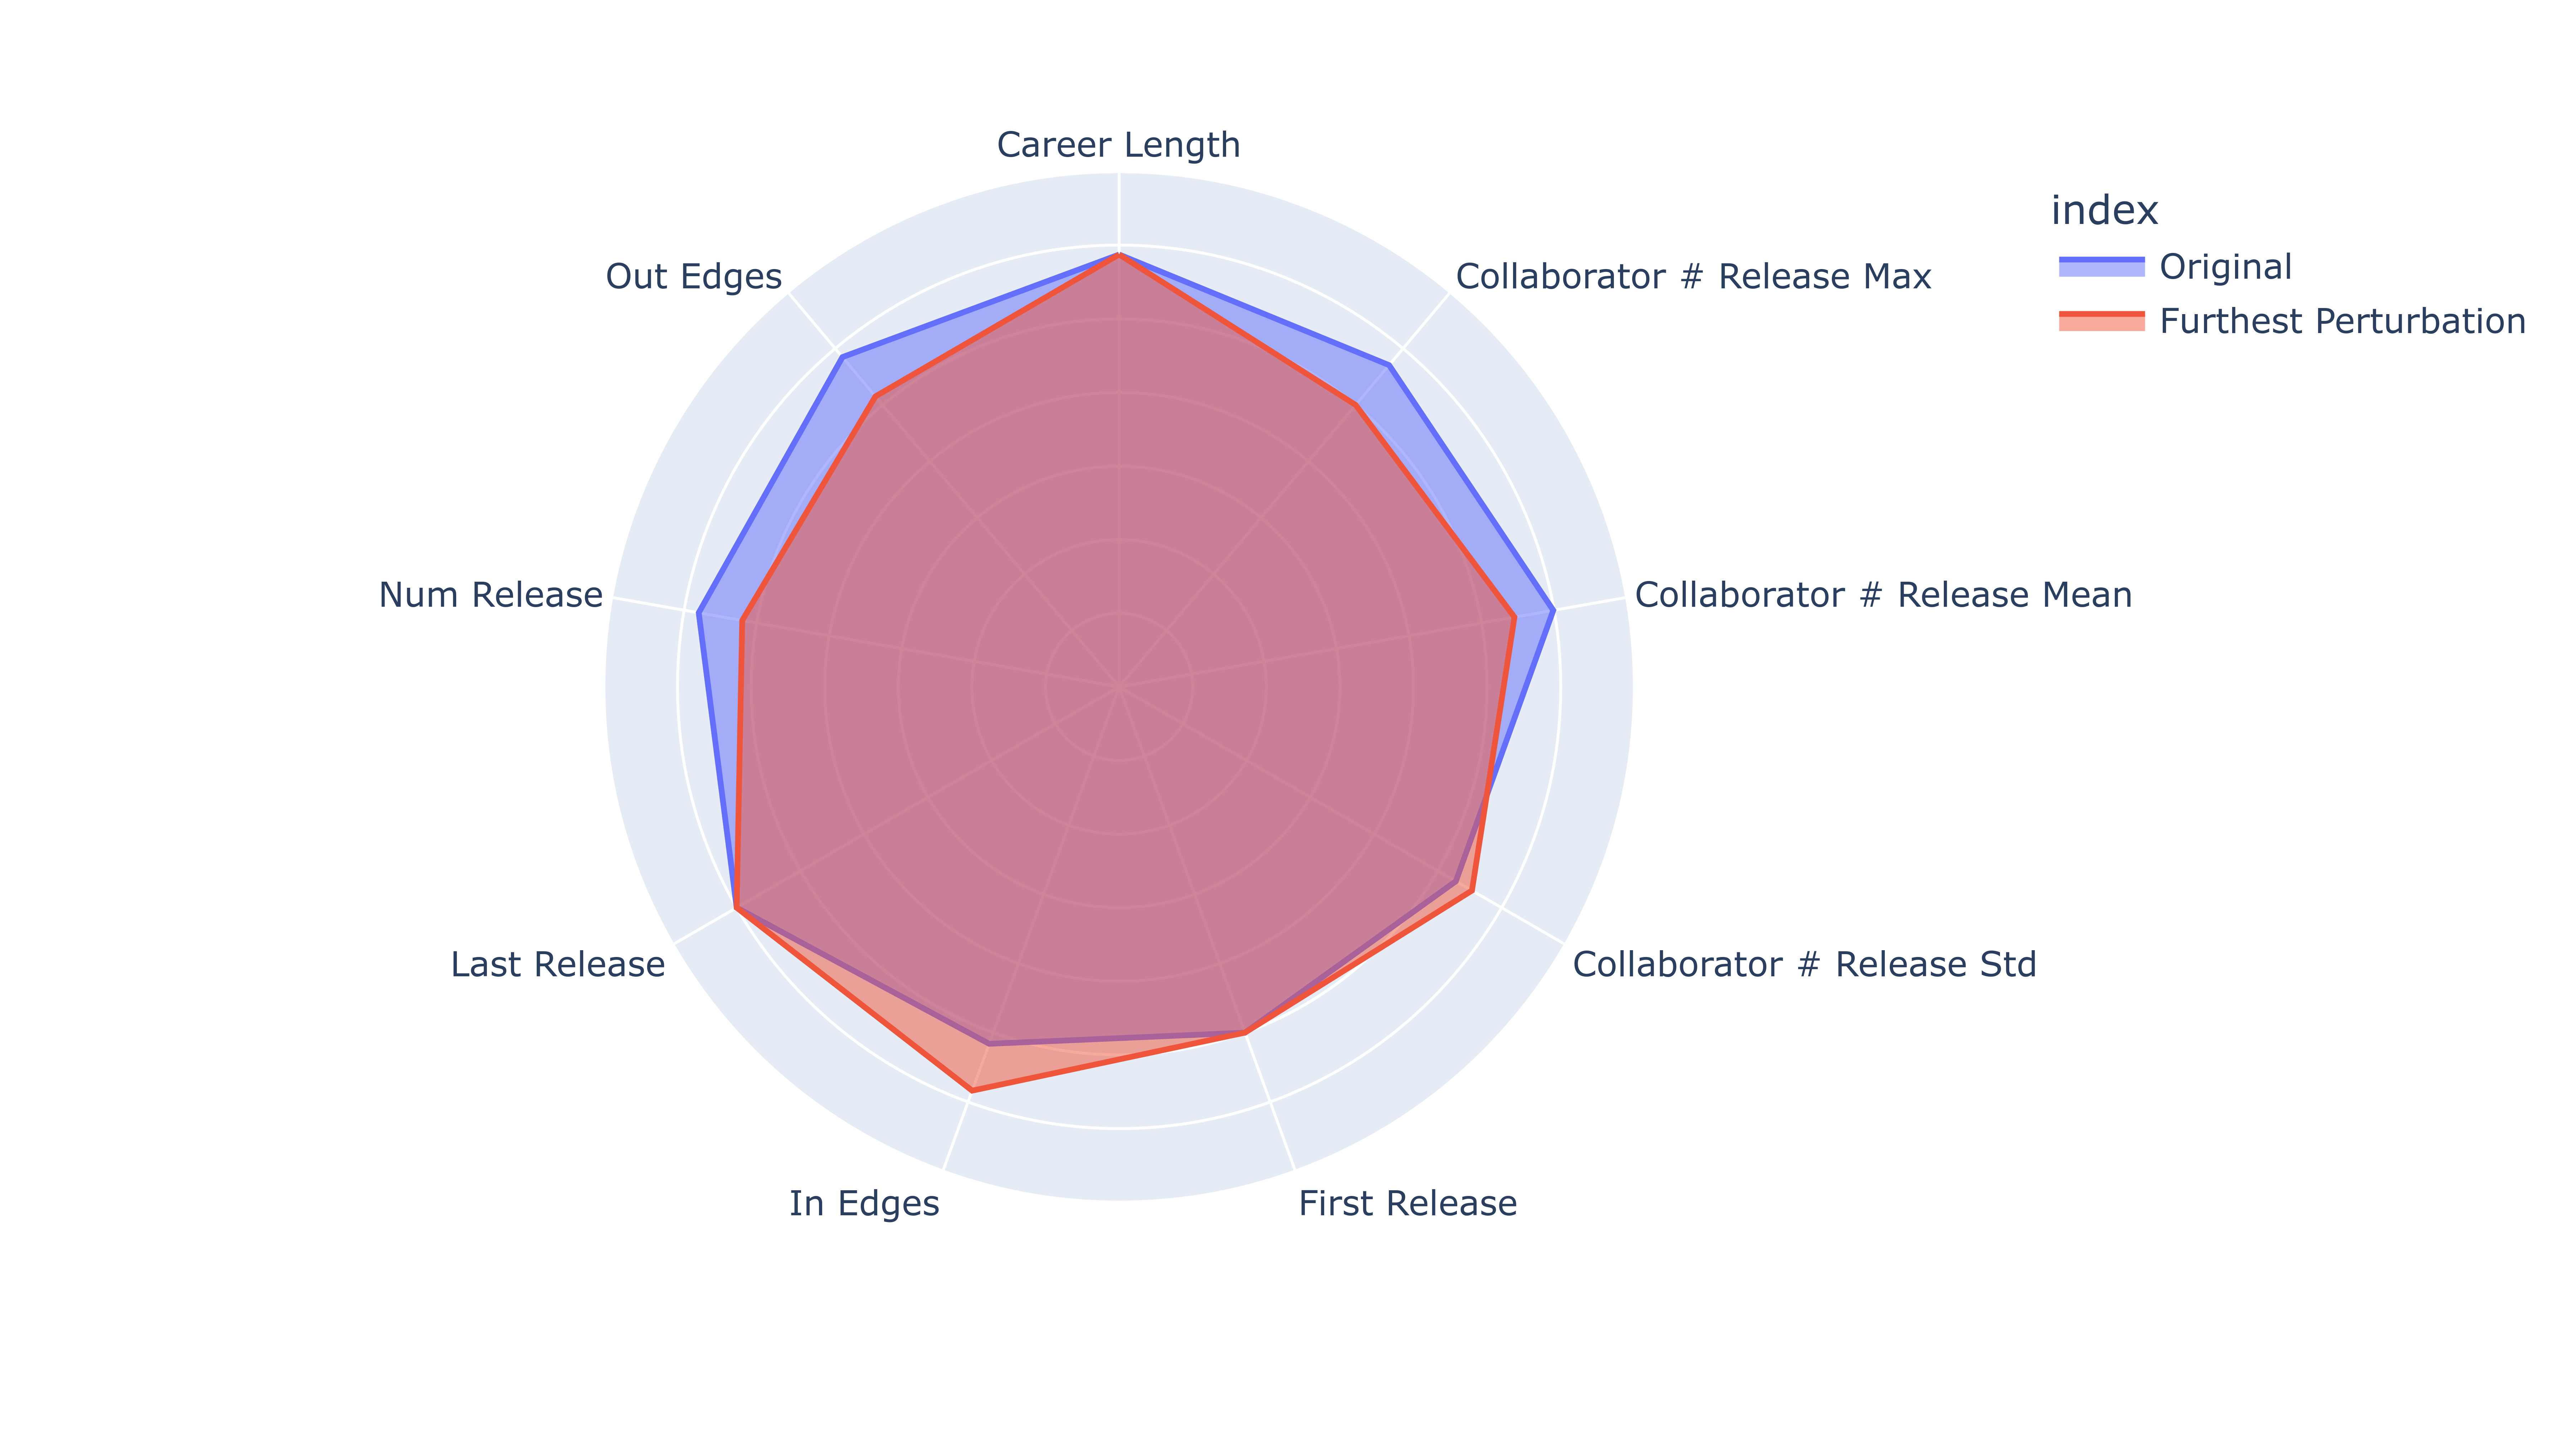 Career Length
Collaborator # Release Max
Collaborator # Release Mean
Collaborator # Release Std
First Release
In Edges
Last Release
Num Release
Out Edges
index
Original
Furthest Perturbation